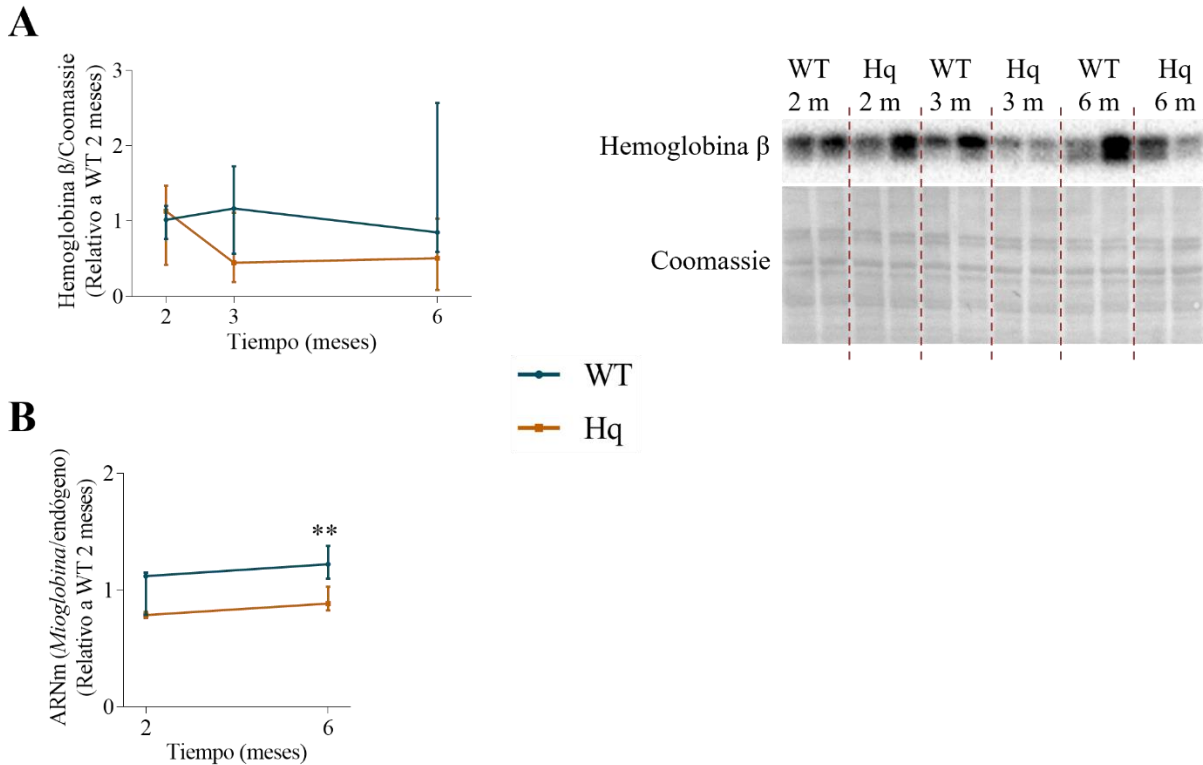 A
Hemoglobina ß/Coomassie
(Relativo a WT 2 meses)
3
2
1
0
2 3 6
Tiempo (meses)
WT Hq WT Hq WT Hq
2 m 2 m 3 m 3 m 6 m 6 m
Hemoglobina β
Coomassie
WT
Hq
B
ARNm (Mioglobina/endógeno)
(Relativo a WT 2 meses)
2
1
0
**
2 6
Tiempo (meses)